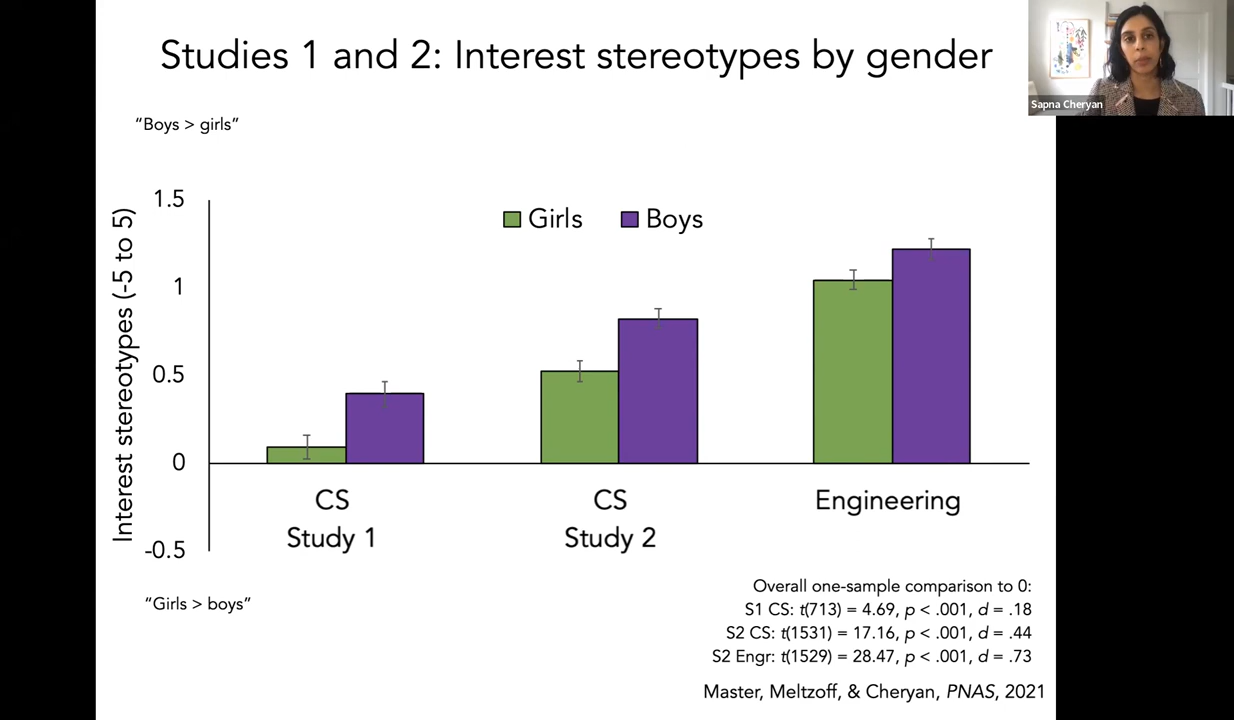 Studies 1 and 2: Interest stereotypes by gender
Sapna Cheryan
“Boys > girls”
Interest stereotypes (-5 to 5)
1.5
1
0.5
0
-0.5
Girls
Boys
CS
Study 1
CS
Study 2
Engineering
“Girls > boys”
Overall one-sample comparison to 0:
S1 CS: t(713) = 4.69, p < .001, d = .18
S2 CS: t(1531) = 17.16, p < .001, d = .44
S2 Engr: t(1529) = 28.47, p < .001, d = .73
Master, Meltzoff, & Cheryan, PNAS, 2021